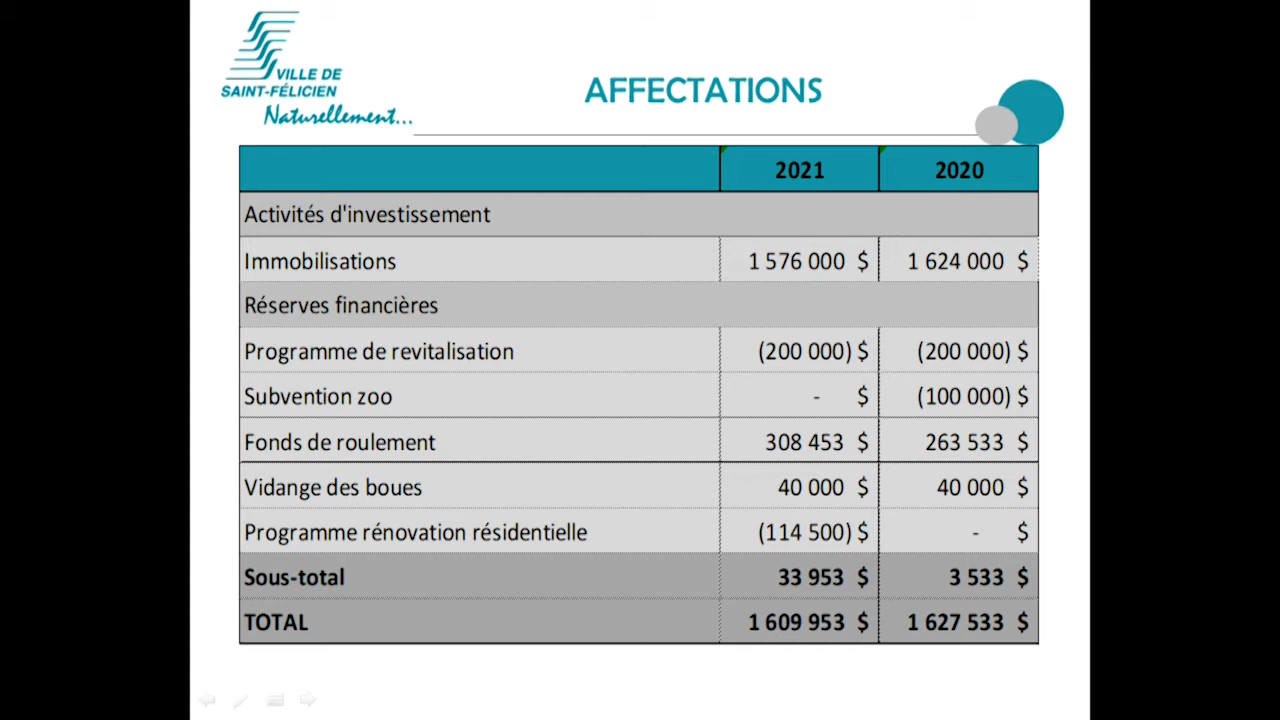 VILLE DE
SAINT-FÉLICIEN
Naturellement...
AFFECTATIONS
2021 2020
Activités d'investissement
Immobilisations 1 576 000 $ 1 624 000 $
Réserves financières
Programme de revitalisation (200 000) $ (200 000) $
Subvention zoo - $ (100 000) $
Fonds de roulement 308 453 $ 263 533 $
Vidange des boues 40 000 $ 40 000 $
Programme rénovation résidentielle (114 500) $ - $
Sous-total 33 953 $ 3 533 $
TOTAL 1 609 953 $ 1 627 533 $